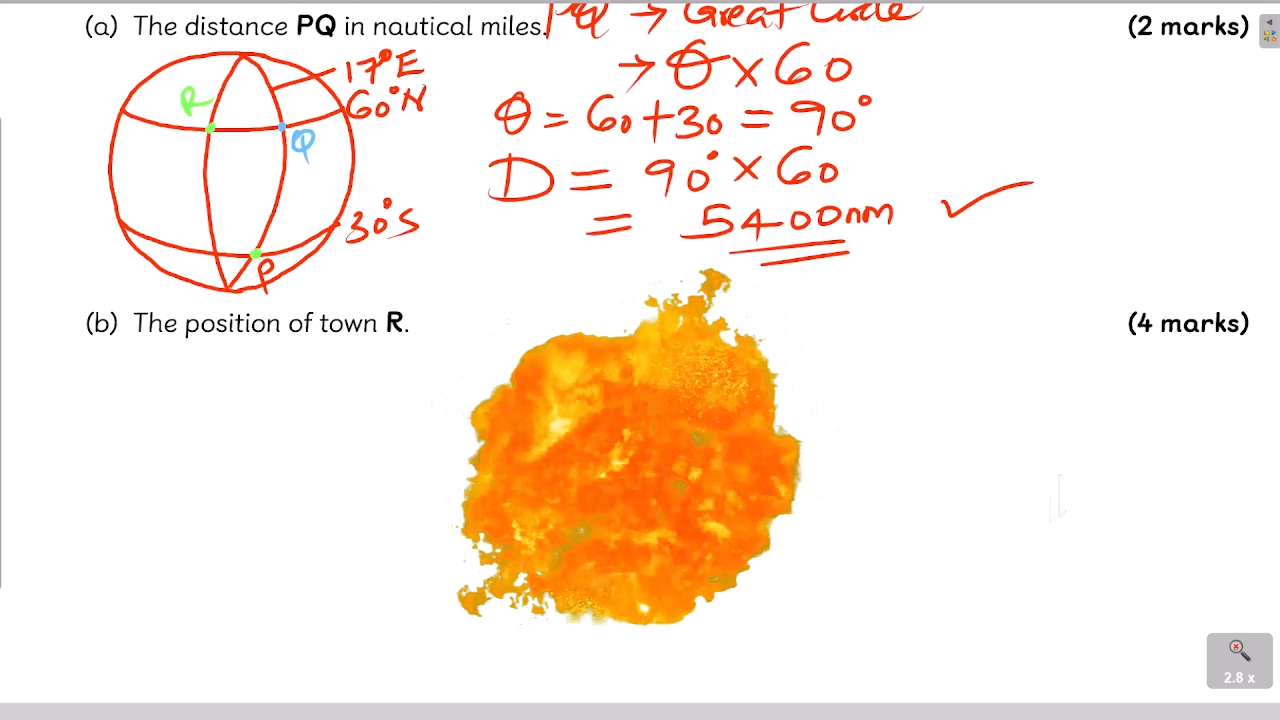 (a) The distance PQ in nautical miles. PQ → Great Circle (2 marks)
→ θ × 60
θ = 60+30 = 90°
D = 90° × 60
= 5400nm ✓
17°E
60°N
R
Q
30°S
P
(b) The position of town R. (4 marks)
2.8 x